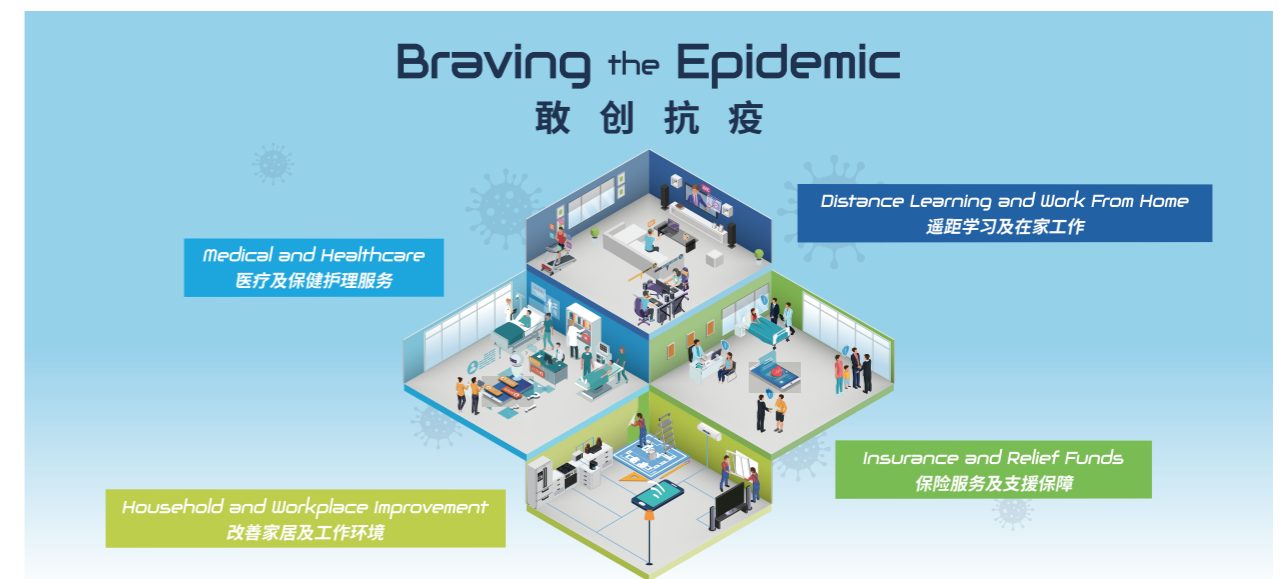 Braving the Epidemic
敢创抗疫
Distance Learning and Work From Home
遥距学习及在家工作
Medical and Healthcare
医疗及保健护理服务
Insurance and Relief Funds
保险服务及支援保障
Household and Workplace Improvement
改善家居及工作环境